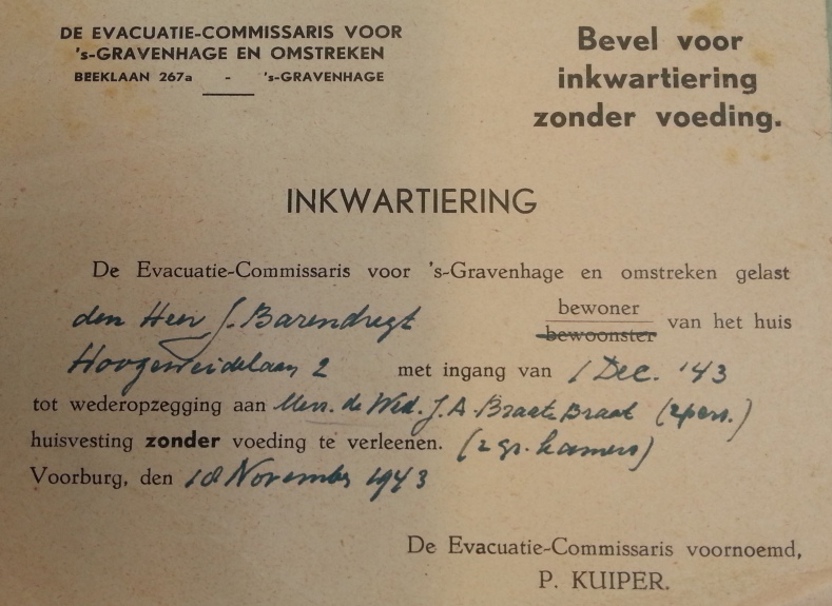 DE EVACUATIE-COMMISSARIS VOOR
's-GRAVENHAGE EN OMSTREKEN
BEEKLAAN 267a - 's-GRAVENHAGE
Bevel voor
inkwartiering
zonder voeding.
INKWARTIERING
De Evacuatie-Commissaris voor 's-Gravenhage en omstreken gelast
den Heer J. Barendregt bewoner
bewoonster van het huis
2 met ingang van 1 Dec. '43
tot wederopzegging aan Mevr. de Wed. J.A. Braat (2 pers.)
huisvesting zonder voeding te verleenen. (2 gr. kamers)
Voorburg, den 18 November 1943
De Evacuatie-Commissaris voornoemd,
P. KUIPER.